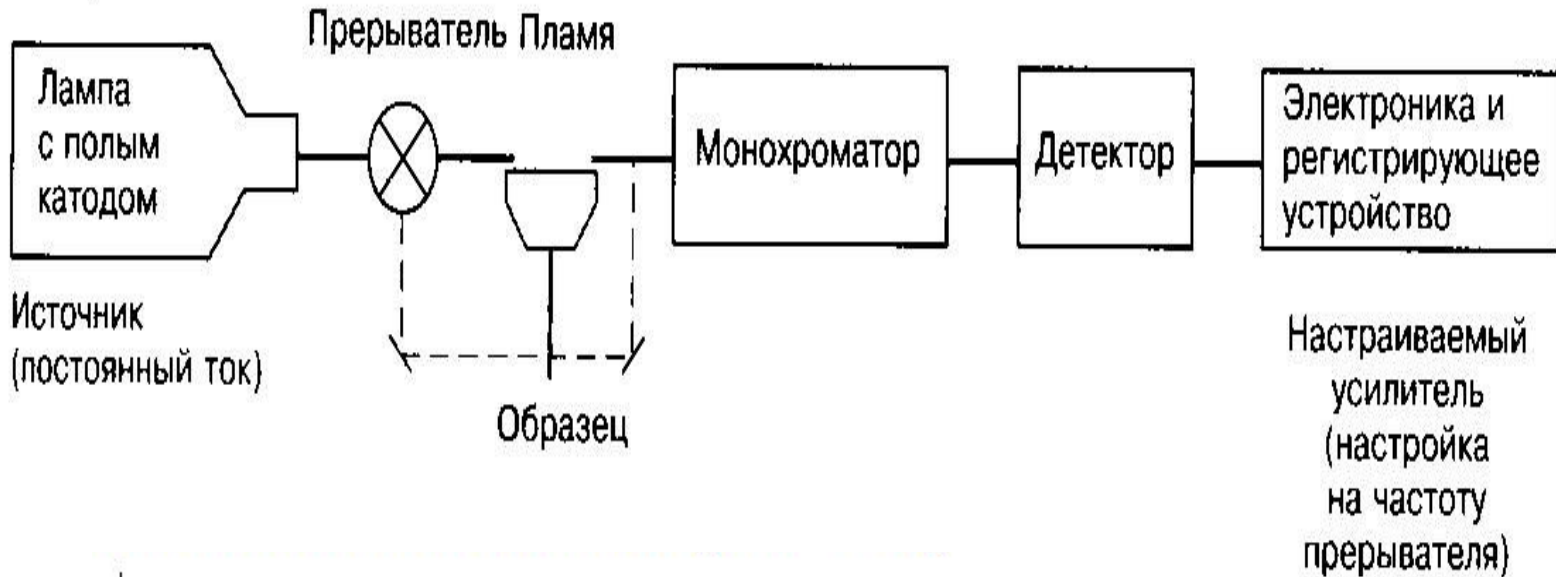 Прерыватель Пламя
Лампа
с полым
катодом
Монохроматор
Детектор
Электроника и
регистрирующее
устройство
Источник
(постоянный ток)
Образец
Настраиваемый
усилитель
(настройка
на частоту
прерывателя)